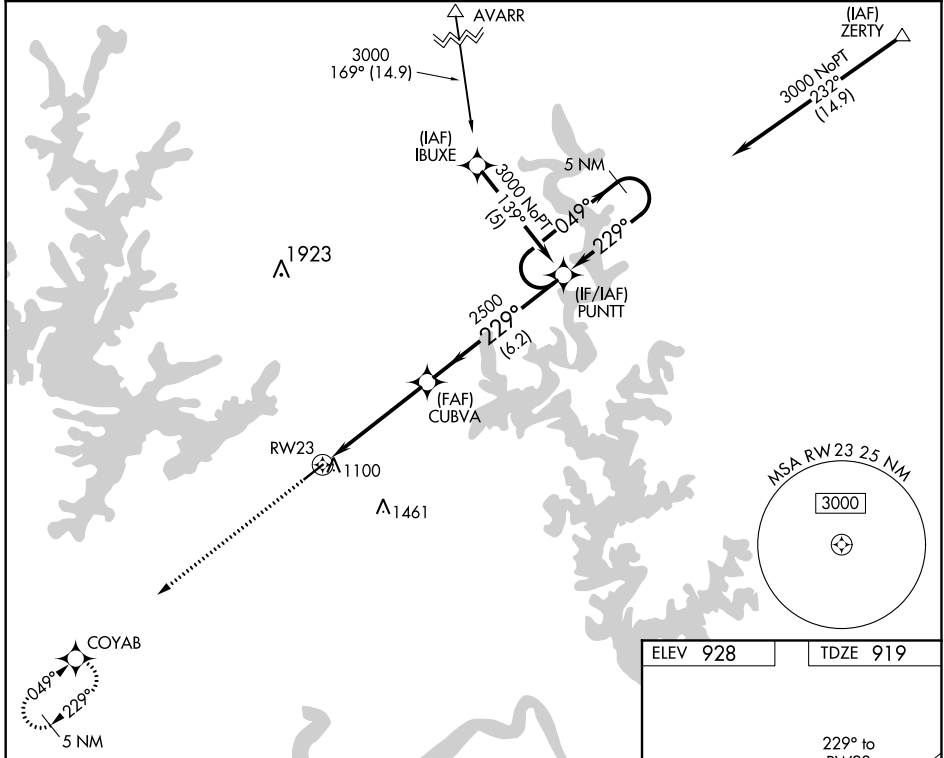 AVARR
(IAF)
ZERTY
3000
169° (14.9)
3000 NoPT
232°
(14.9)
(IAF)
IBUXE
5 NM
3000 NoPT
139°
(5)
049°
229°
1923
(IF/IAF)
PUNTT
2500
229°
(6.2)
(FAF)
CUBVA
RW23
1100
1461
MSA RW 23 25 NM
3000
COYAB
049°
229°
5 NM
ELEV 928
TDZE 919
229° to